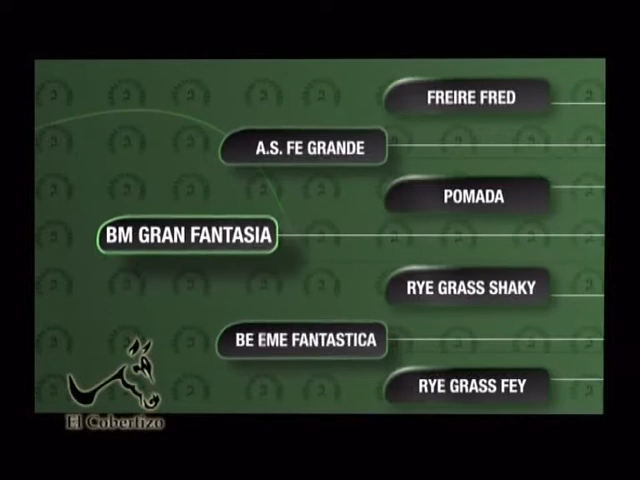 FREIRE FRED
A.S. FE GRANDE
POMADA
BM GRAN FANTASIA
RYE GRASS SHAKY
BE EME FANTASTICA
RYE GRASS FEY
El Cobertizo